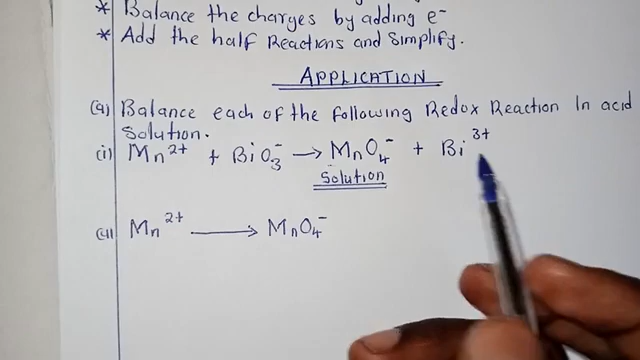 * Balance the charges by adding e⁻
* Add the half Reactions and Simplify.
APPLICATION
(a) Balance each of the following Redox Reaction In acid
Solution.
(i) Mn²⁺ + BiO₃⁻ → MnO₄⁻ + Bi³⁺
Solution
Mn²⁺ → MnO₄⁻